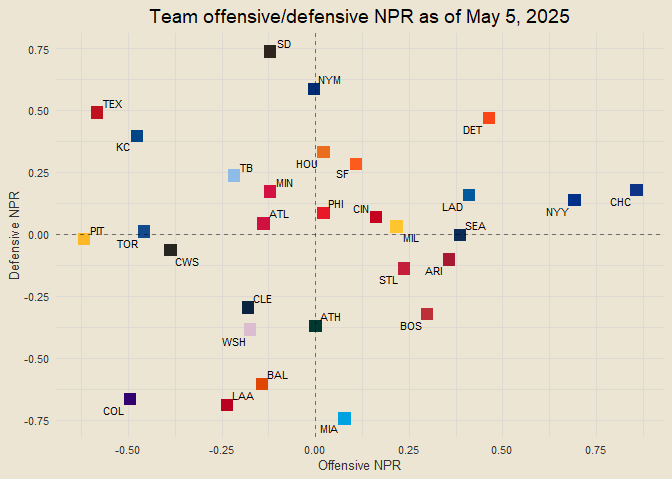 Team offensive/defensive NPR as of May 5, 2025
0.75
SD
NYM
TEX
0.50
DET
KC
HOU
SF
0.25
TB
MIN
LAD
NYY
CHC
ATL
PHI
CIN
MIL
SEA
0.00
PIT
TOR
CWS
STL
ARI
-0.25
CLE
ATH
BOS
WSH
-0.50
BAL
LAA
COL
-0.75
MIA
Defensive NPR
-0.50
-0.25
0.00
0.25
0.50
0.75
Offensive NPR